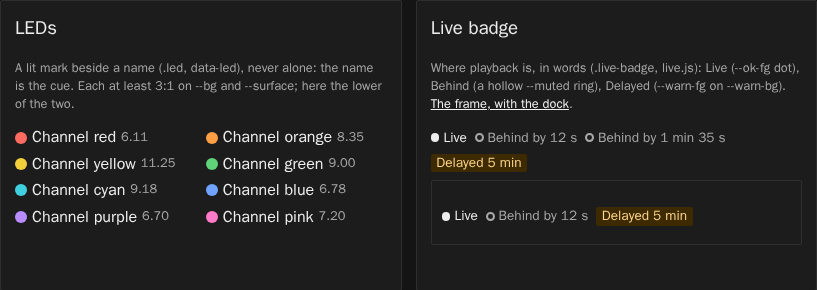 LEDs
A lit mark beside a name (.led, data-led), never alone: the name
is the cue. Each at least 3:1 on --bg and --surface; here the lower
of the two.
Channel red 6.11
Channel orange 8.35
Channel yellow 11.25
Channel green 9.00
Channel cyan 9.18
Channel blue 6.78
Channel purple 6.70
Channel pink 7.20
Live badge
Where playback is, in words (.live-badge, live.js): Live (--ok-fg dot),
Behind (a hollow --muted ring), Delayed (--warn-fg on --warn-bg).
The frame, with the dock.
Live Behind by 12 s Behind by 1 min 35 s
Delayed 5 min
Live Behind by 12 s Delayed 5 min